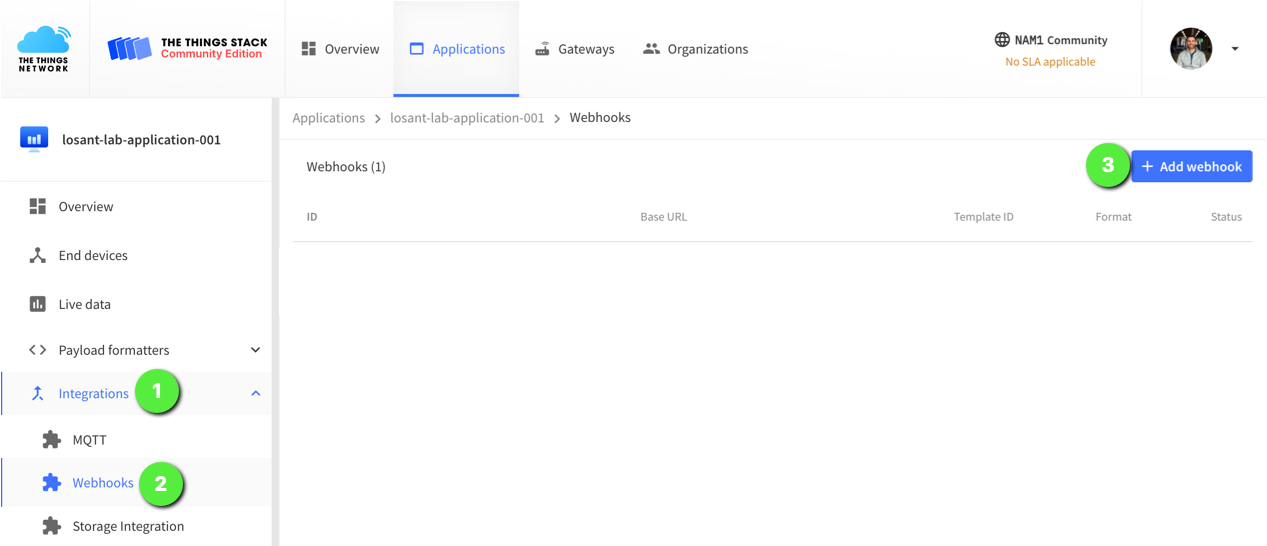 THE THINGS
NETWORK
THE THINGS STACK
Community Edition
Overview
Applications
Gateways
Organizations
NAM1 Community
No SLA applicable
losant-lab-application-001
Applications > losant-lab-application-001 > Webhooks
Webhooks (1)
3
+ Add webhook
ID Base URL Template ID Format Status
Overview
End devices
Live data
Payload formatters
Integrations 1
MQTT
Webhooks 2
Storage Integration